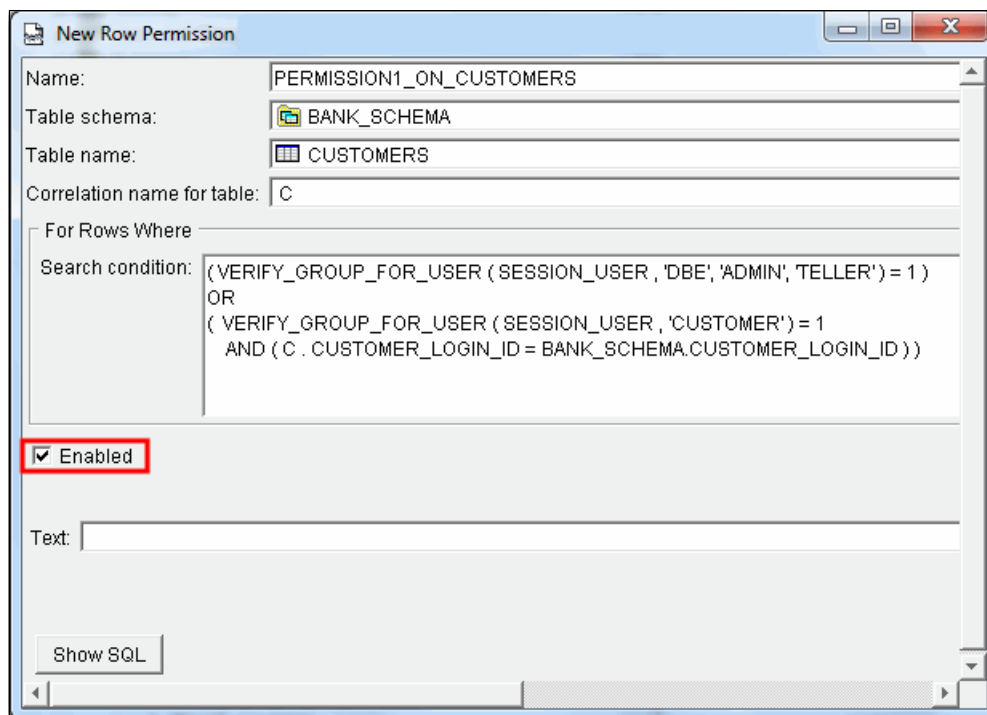 New Row Permission
Name: PERMISSION1_ON_CUSTOMERS
Table schema: BANK_SCHEMA
Table name: CUSTOMERS
Correlation name for table: C
For Rows Where
Search condition: ( VERIFY_GROUP_FOR_USER ( SESSION_USER , 'DBE', 'ADMIN', 'TELLER' ) = 1 )
OR
( VERIFY_GROUP_FOR_USER ( SESSION_USER , 'CUSTOMER' ) = 1
AND ( C . CUSTOMER_LOGIN_ID = BANK_SCHEMA.CUSTOMER_LOGIN_ID ) )
Enabled
Text:
Show SQL